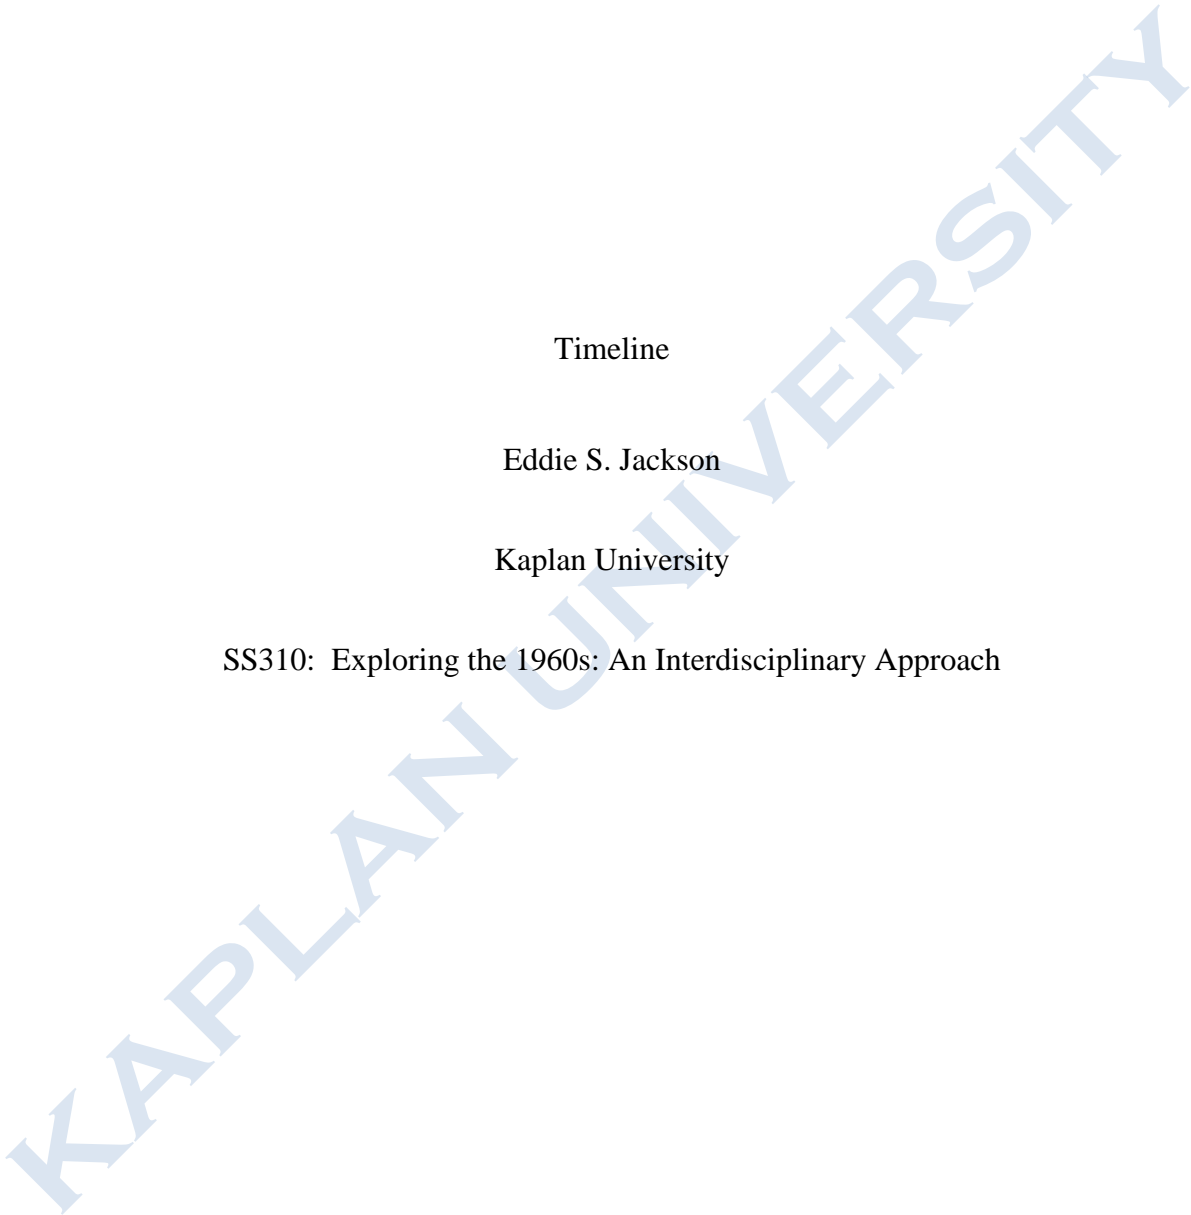 Timeline
Eddie S. Jackson
Kaplan University
SS310:  Exploring the 1960s: An Interdisciplinary Approach
KAPLAN UNIVERSITY